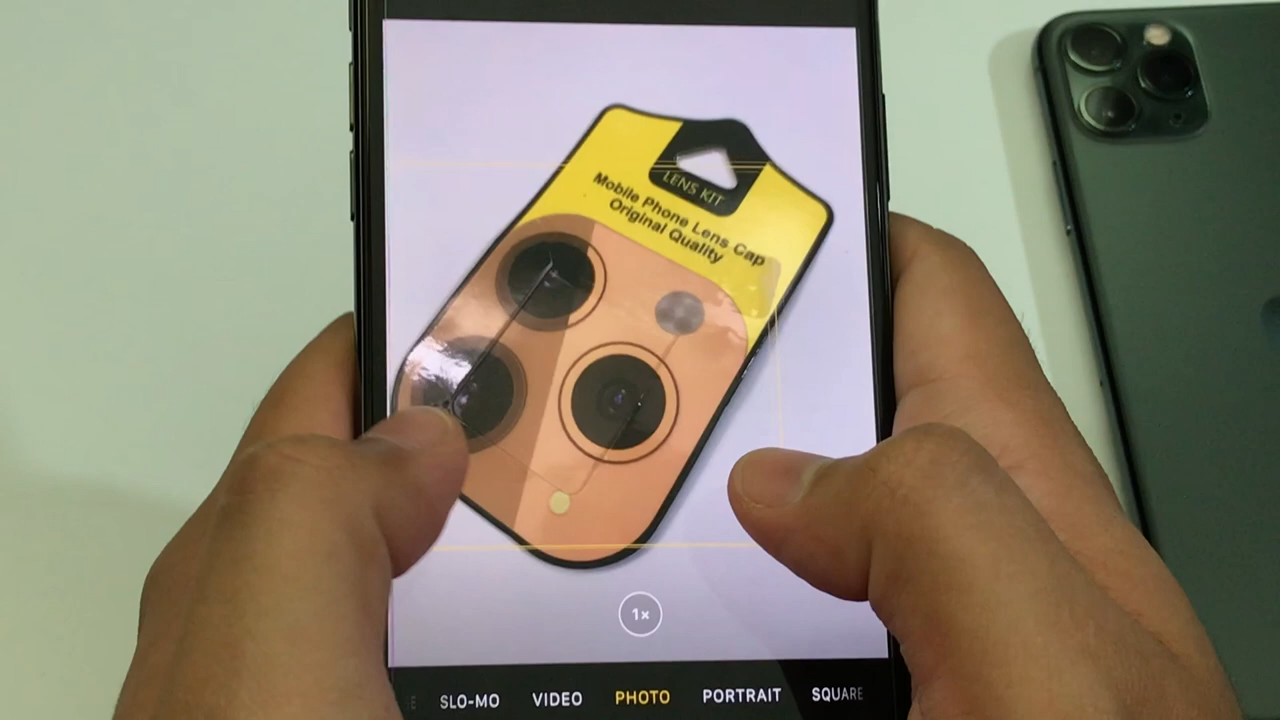 LENS KIT
Mobile Phone Lens Cap
Original Quality
1×
SLO-MO VIDEO PHOTO PORTRAIT SQUARE